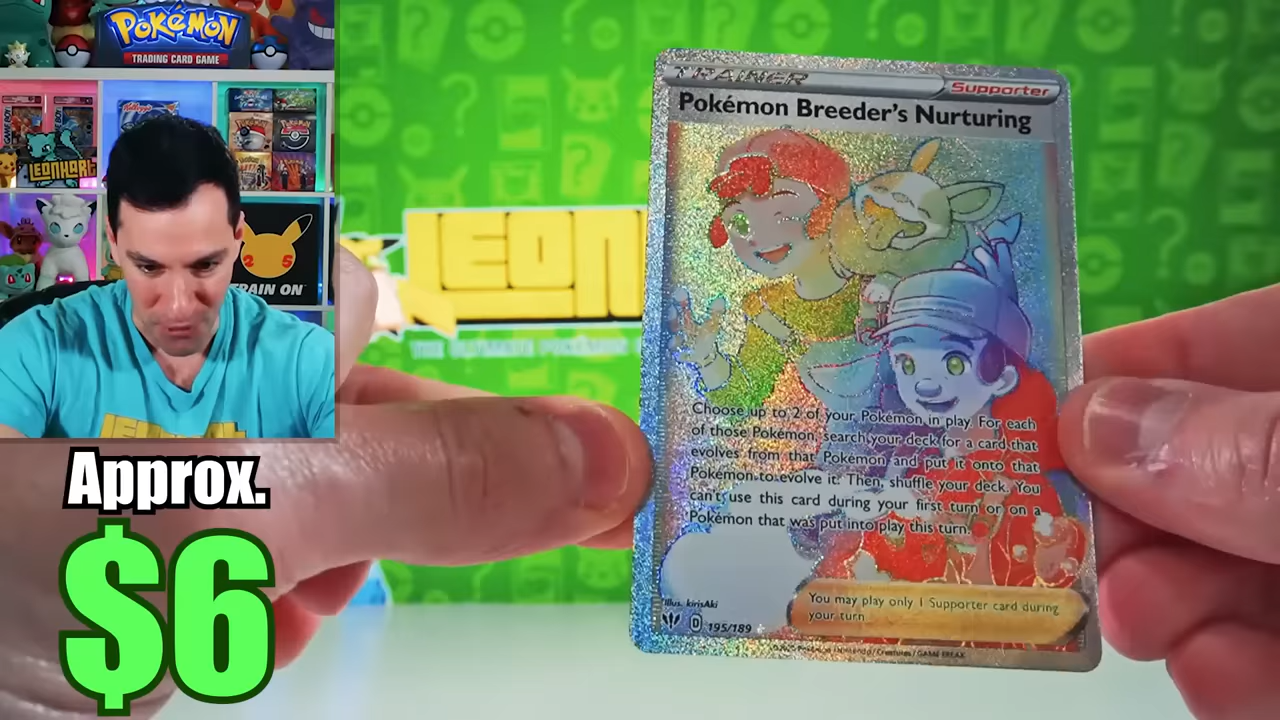 POKÉMON
TRADING CARD GAME
LEONHART
25
TRAIN ON
LEONH
Approx.
$6
TRAINER
Supporter
Pokémon Breeder's Nurturing
Choose up to 2 of your Pokémon in play. For each
of those Pokémon, search your deck for a card that
evolves from that Pokémon and put it onto that
Pokémon to evolve it. Then, shuffle your deck. You
can't use this card during your first turn or on a
Pokémon that was put into play this turn.
You may play only 1 Supporter card during
your turn
Illus. kirisAki
D 195/189